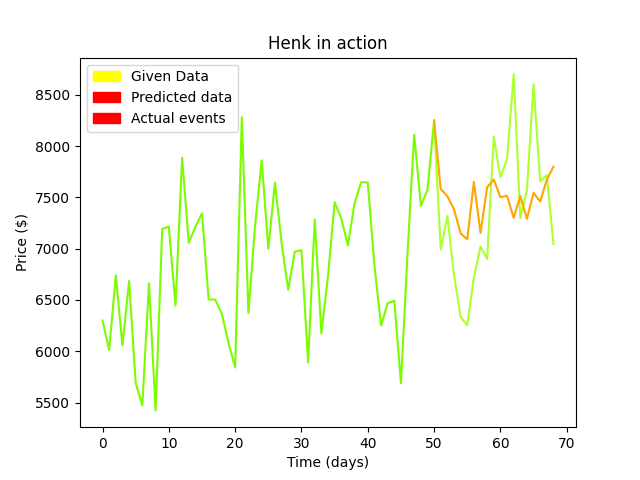 Henk in action
Given Data
Predicted data
Actual events
Price ($)
8500
8000
7500
7000
6500
6000
5500
0 10 20 30 40 50 60 70
Time (days)